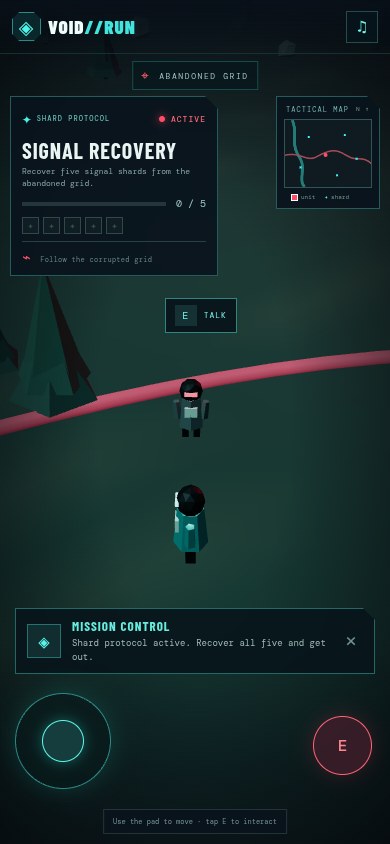 VOID//RUN
ABANDONED GRID
SHARD PROTOCOL
ACTIVE
SIGNAL RECOVERY
Recover five signal shards from the
abandoned grid.
0 / 5
Follow the corrupted grid
TACTICAL MAP
N
unit
shard
E TALK
MISSION CONTROL
Shard protocol active. Recover all five and get
out.
E
Use the pad to move · tap E to interact